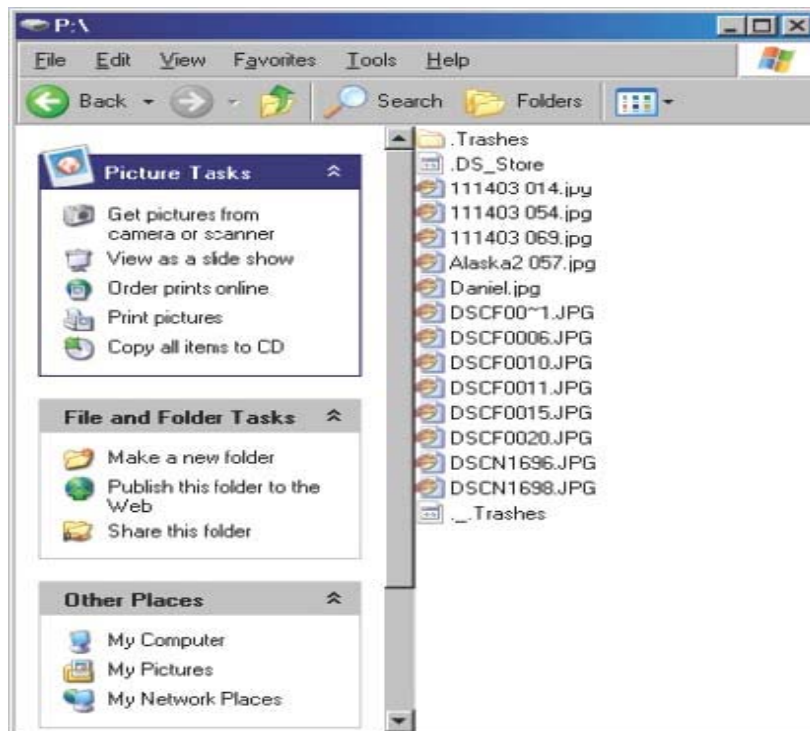 P:\
File Edit View Favorites Tools Help
Back Search Folders
Picture Tasks
Get pictures from
camera or scanner
View as a slide show
Order prints online
Print pictures
Copy all items to CD
File and Folder Tasks
Make a new folder
Publish this folder to the
Web
Share this folder
Other Places
My Computer
My Pictures
My Network Places
.Trashes
.DS_Store
111403 014.jpg
111403 054.jpg
111403 069.jpg
Alaska2 057.jpg
Daniel.jpg
DSCF00~1.JPG
DSCF0006.JPG
DSCF0010.JPG
DSCF0011.JPG
DSCF0015.JPG
DSCF0020.JPG
DSCN1696.JPG
DSCN1698.JPG
._.Trashes